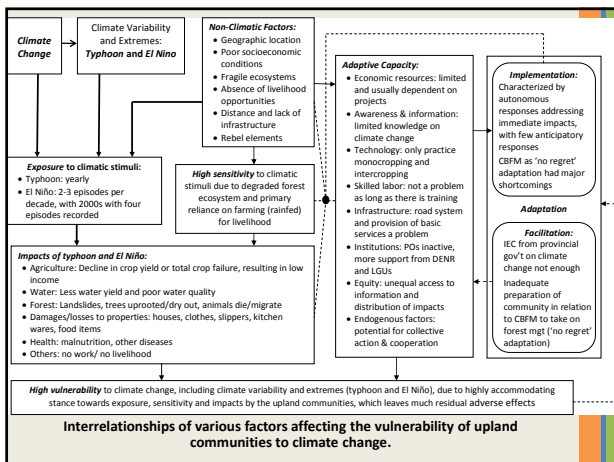 Climate
Change
Climate Variability
and Extremes:
Typhoon and El Nino
Non-Climatic Factors:
• Geographic location
• Poor socioeconomic
conditions
• Fragile ecosystems
• Absence of livelihood
opportunities
• Distance and lack of
infrastructure
• Rebel elements
Exposure to climatic stimuli:
• Typhoon: yearly
• El Niño: 2-3 episodes per
decade, with 2000s with four
episodes recorded
High sensitivity to climatic
stimuli due to degraded forest
ecosystem and primary
reliance on farming (rainfed)
for livelihood
Impacts of typhoon and El Niño:
• Agriculture: Decline in crop yield or total crop failure, resulting in low
income
• Water: Less water yield and poor water quality
• Forest: Landslides, trees uprooted/dry out, animals die/migrate
• Damages/losses to properties: houses, clothes, slippers, kitchen
wares, food items
• Health: malnutrition, other diseases
• Others: no work/ no livelihood
Adaptive Capacity:
• Economic resources: limited
and usually dependent on
projects
• Awareness & information:
limited knowledge on
climate change
• Technology: only practice
monocropping and
intercropping
• Skilled labor: not a problem
as long as there is training
• Infrastructure: road system
and provision of basic
services a problem
• Institutions: POs inactive,
more support from DENR
and LGUs
• Equity: unequal access to
information and
distribution of impacts
• Endogenous factors:
potential for collective
action & cooperation
Implementation:
Characterized by
autonomous
responses addressing
immediate impacts,
with few anticipatory
responses
CBFM as ‘no regret’
adaptation had major
shortcomings
Adaptation
Facilitation:
IEC from provincial
gov’t on climate
change not enough
Inadequate
preparation of
community in relation
to CBFM to take on
forest mgt (‘no regret’
adaptation)
High vulnerability to climate change, including climate variability and extremes (typhoon and El Niño), due to highly accommodating
stance towards exposure, sensitivity and impacts by the upland communities, which leaves much residual adverse effects
Interrelationships of various factors affecting the vulnerability of upland
communities to climate change.